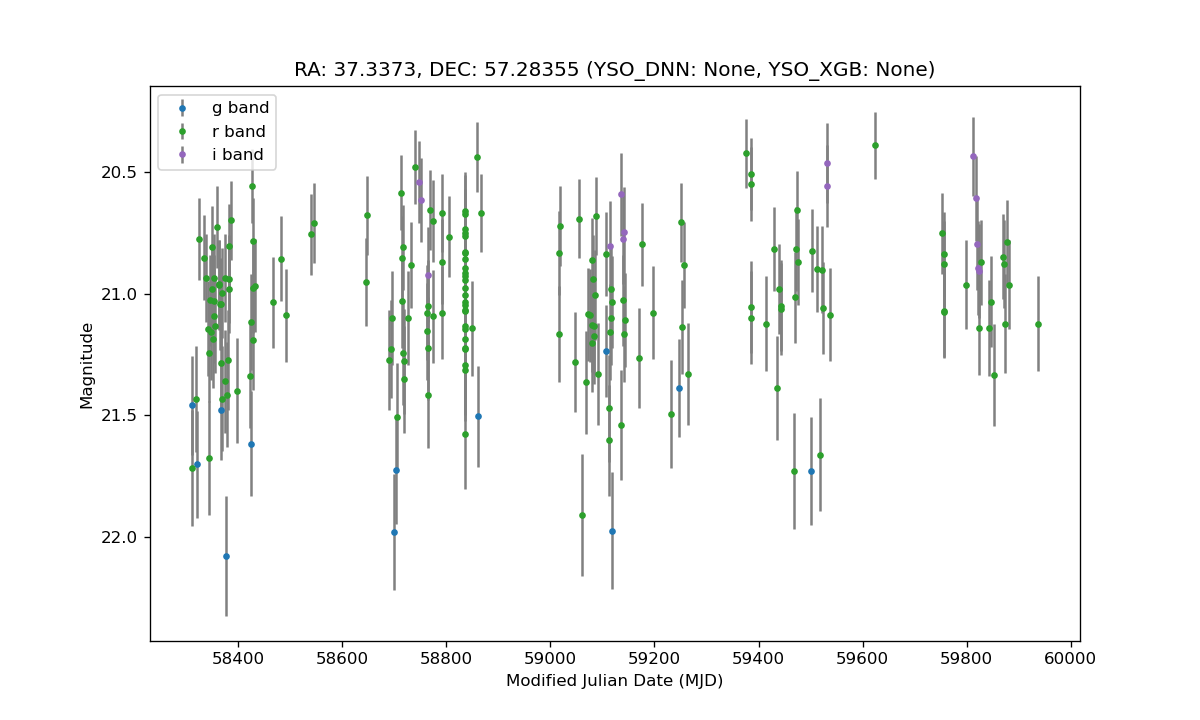 RA: 37.3373, DEC: 57.28355 (YSO_DNN: None, YSO_XGB: None)
g band
r band
i band
20.5
21.0
21.5
22.0
Magnitude
58400 58600 58800 59000 59200 59400 59600 59800 60000
Modified Julian Date (MJD)